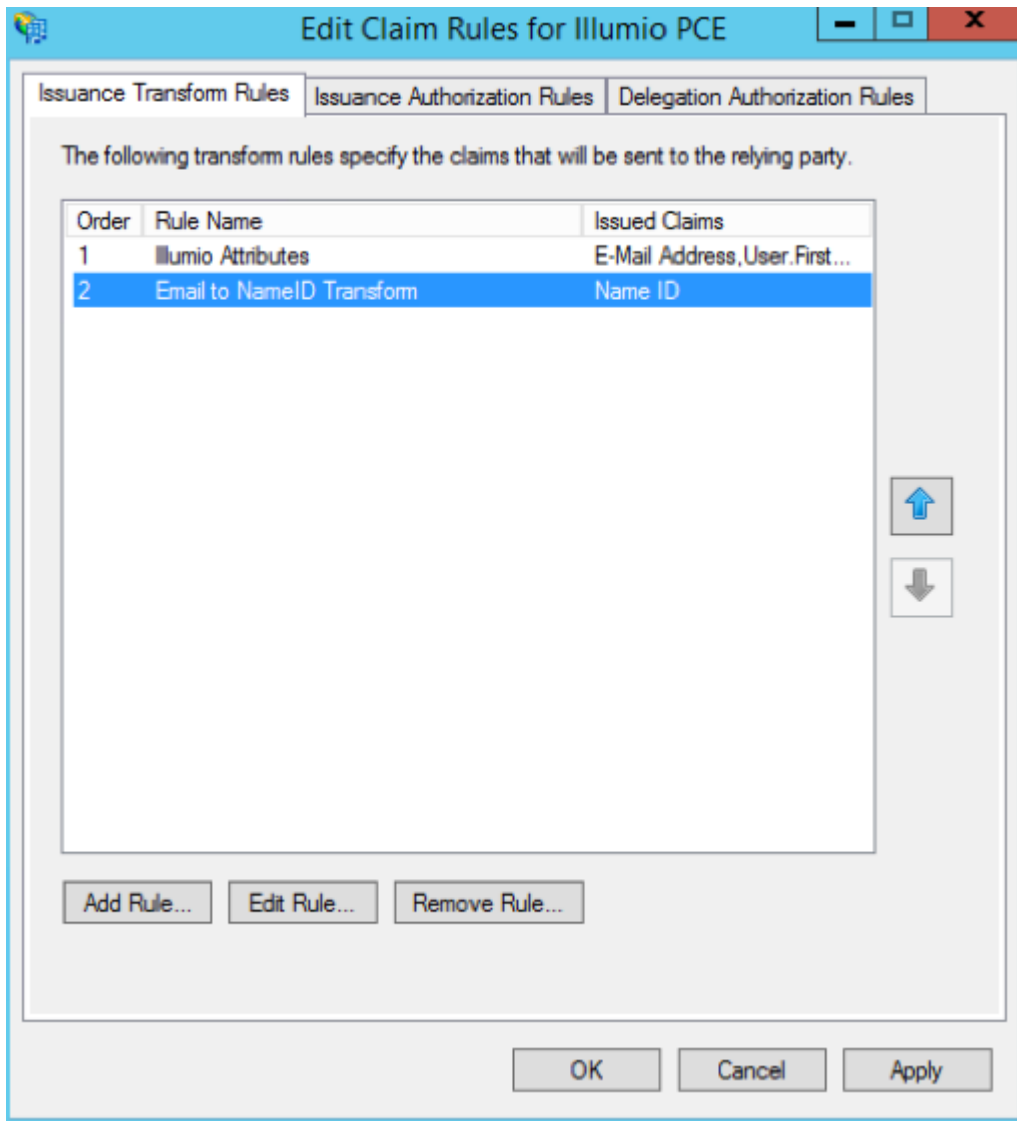 Edit Claim Rules for Illumio PCE
Issuance Transform Rules Issuance Authorization Rules Delegation Authorization Rules
The following transform rules specify the claims that will be sent to the relying party.
Order Rule Name Issued Claims
1 Illumio Attributes E-Mail Address,User.First...
2 Email to NameID Transform Name ID
Add Rule... Edit Rule... Remove Rule...
OK Cancel Apply